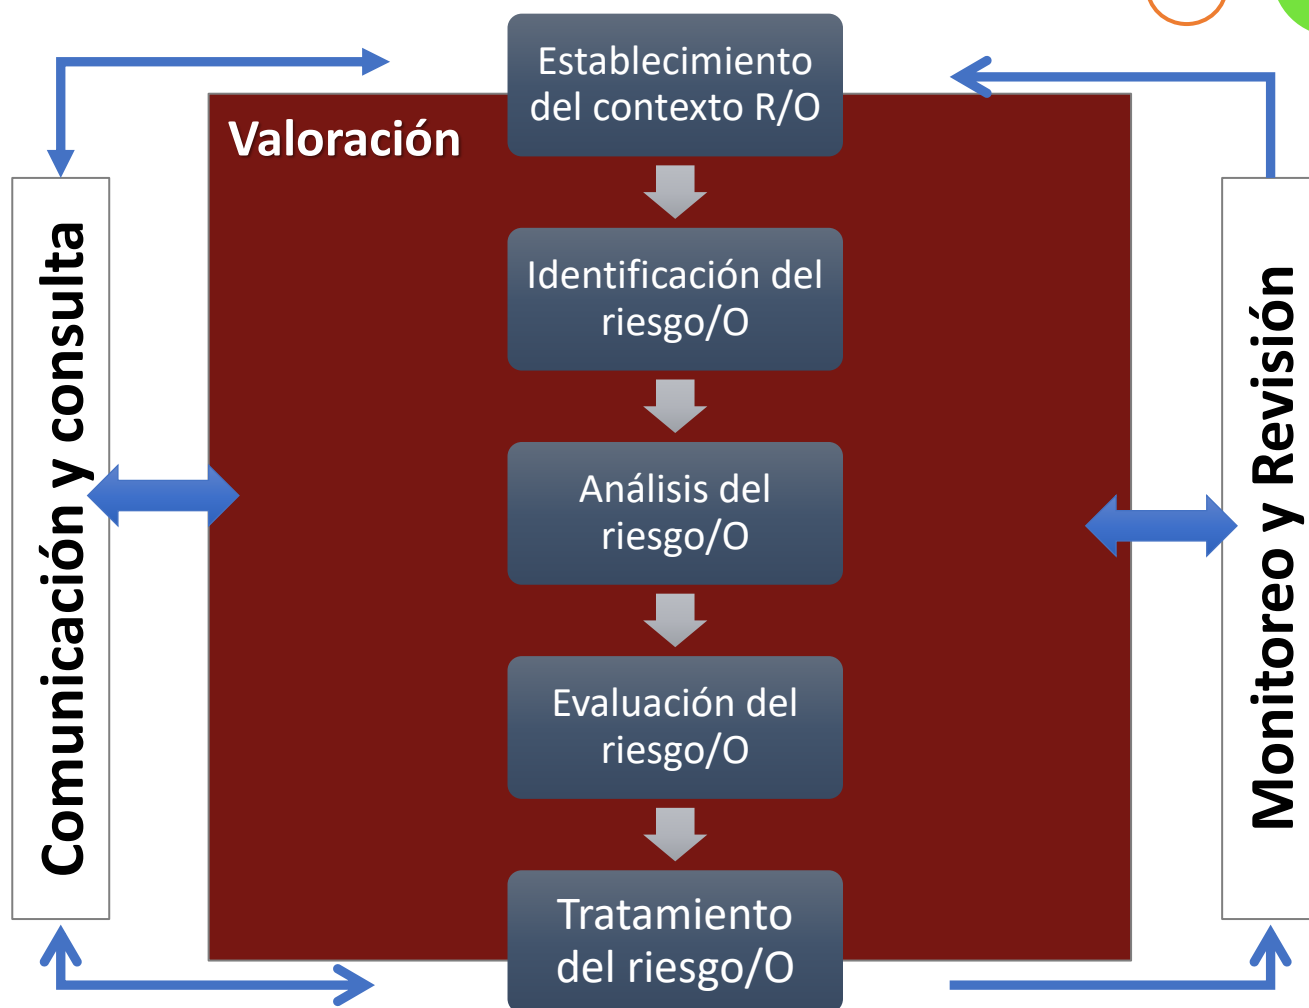 Establecimiento
del contexto R/O
Valoración
Identificación del
riesgo/O
Análisis del
riesgo/O
Evaluación del
riesgo/O
Tratamiento
del riesgo/O
Comunicación y consulta
Monitoreo y Revisión